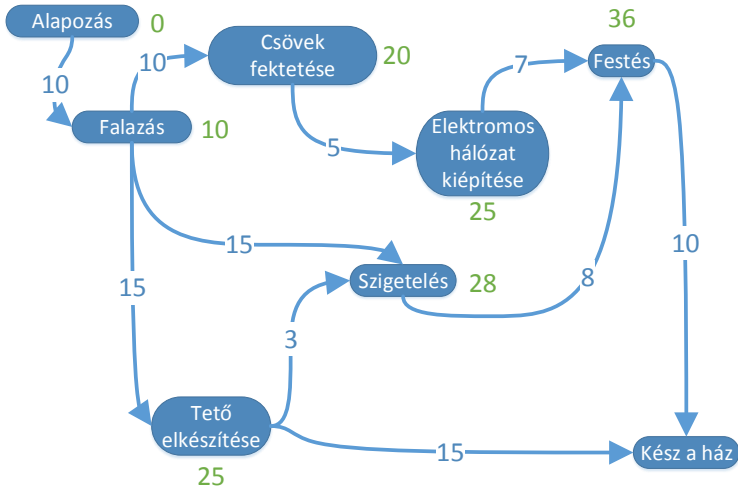 Alapozás
0
36
10
10
Csövek
fektetése
20
7
Festés
Falazás
10
5
Elektromos
hálózat
kiépítése
25
15
15
Szigetelés
28
8
10
3
Tető
elkészítése
25
15
Kész a ház